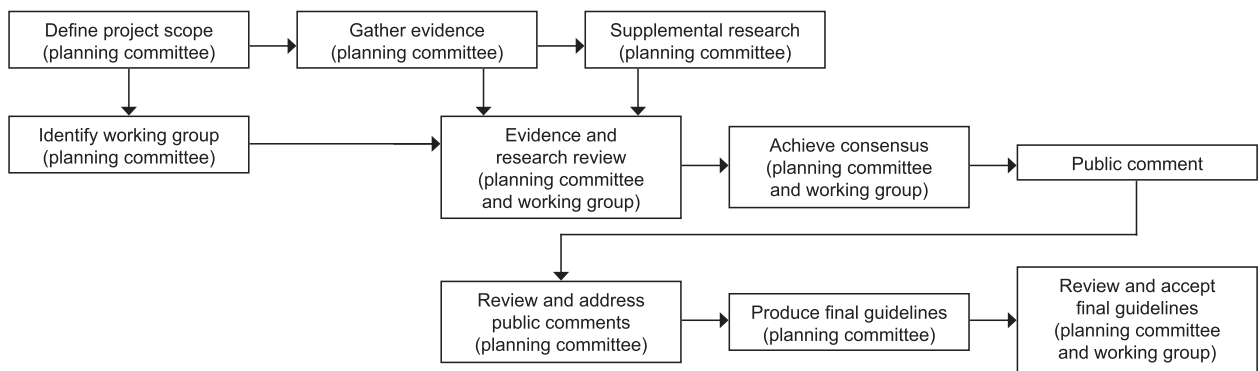 Define project scope
(planning committee)
Gather evidence
(planning committee)
Supplemental research
(planning committee)
Identify working group
(planning committee)
Evidence and
research review
(planning committee
and working group)
Achieve consensus
(planning committee
and working group)
Public comment
Review and address
public comments
(planning committee)
Produce final guidelines
(planning committee)
Review and accept
final guidelines
(planning committee
and working group)